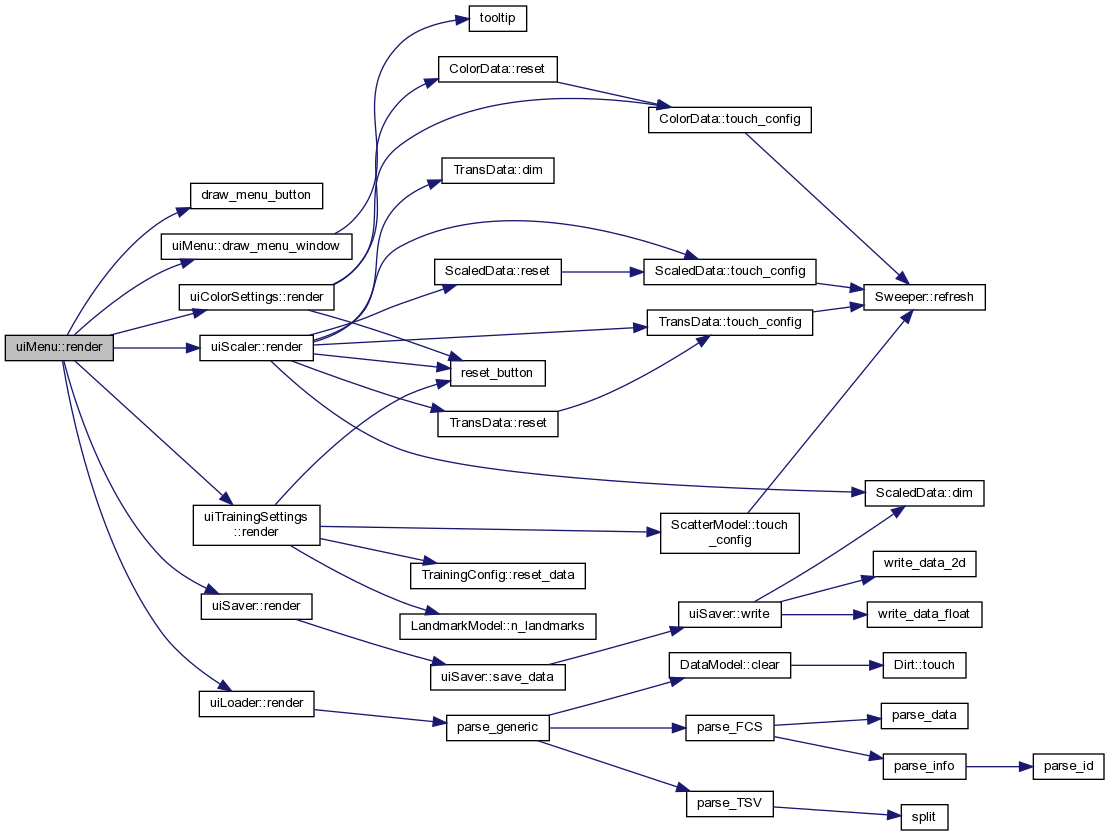 tooltip
ColorData::reset
ColorData::touch_config
TransData::dim
draw_menu_button
uiMenu::draw_menu_window
ScaledData::reset
ScaledData::touch_config
uiColorSettings::render
Sweeper::refresh
TransData::touch_config
uiMenu::render
uiScaler::render
reset_button
TransData::reset
ScaledData::dim
uiTrainingSettings
::render
ScatterModel::touch
_config
write_data_2d
TrainingConfig::reset_data
uiSaver::render
uiSaver::write
write_data_float
LandmarkModel::n_landmarks
DataModel::clear
Dirt::touch
uiSaver::save_data
uiLoader::render
parse_data
parse_generic
parse_FCS
parse_info
parse_id
parse_TSV
split